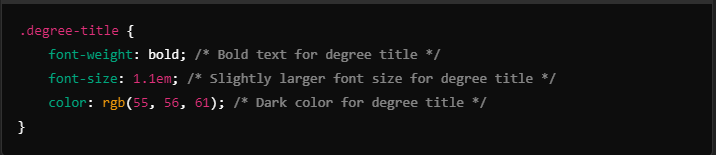 .degree-title {
    font-weight: bold; /* Bold text for degree title */
    font-size: 1.1em; /* Slightly larger font size for degree title */
    color: rgb(55, 56, 61); /* Dark color for degree title */
}